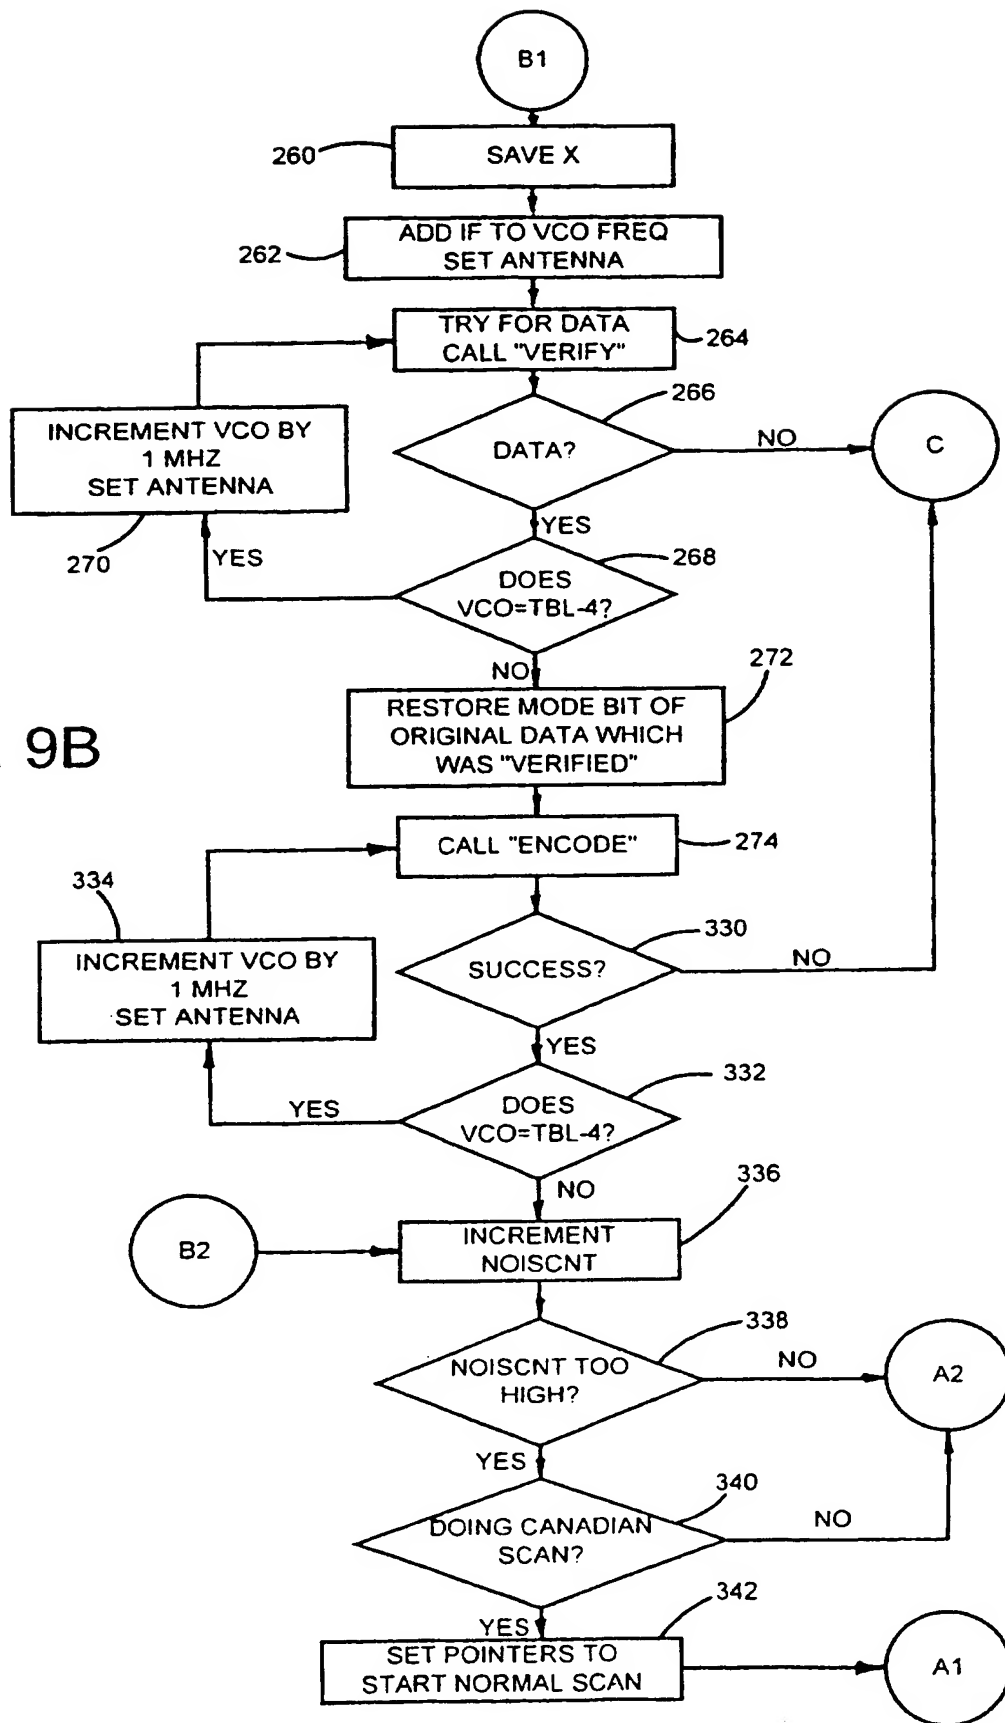 B1
260
SAVE X
262
ADD IF TO VCO FREQ
SET ANTENNA
TRY FOR DATA
CALL "VERIFY"
264
266
INCREMENT VCO BY
1 MHZ
SET ANTENNA
DATA?
NO
C
270
YES
YES
268
DOES
VCO=TBL-4?
NO
272
RESTORE MODE BIT OF
ORIGINAL DATA WHICH
WAS "VERIFIED"
9B
CALL "ENCODE"
274
334
330
INCREMENT VCO BY
1 MHZ
SET ANTENNA
SUCCESS?
NO
YES
332
YES
DOES
VCO=TBL-4?
NO
336
B2
INCREMENT
NOISCNT
338
NOISCNT TOO
HIGH?
NO
A2
YES
340
DOING CANADIAN
SCAN?
NO
342
YES
SET POINTERS TO
START NORMAL SCAN
A1